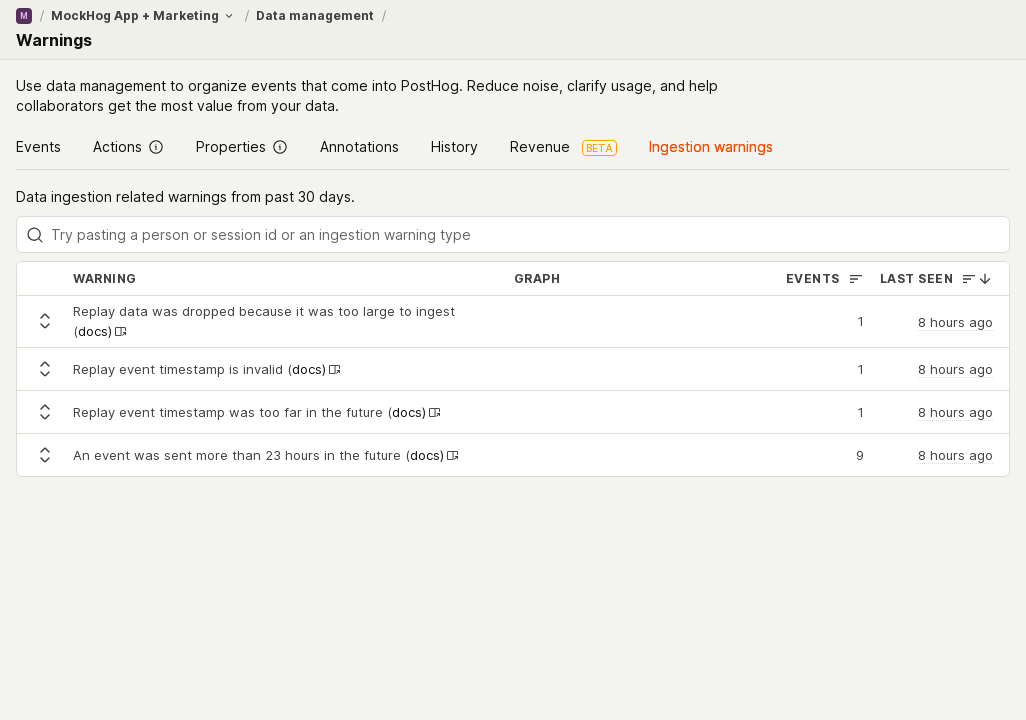 M / MockHog App + Marketing / Data management /
Warnings
Use data management to organize events that come into PostHog. Reduce noise, clarify usage, and help
collaborators get the most value from your data.
Events Actions Properties Annotations History Revenue BETA Ingestion warnings
Data ingestion related warnings from past 30 days.
Try pasting a person or session id or an ingestion warning type
WARNING GRAPH EVENTS LAST SEEN
Replay data was dropped because it was too large to ingest
(docs) 1 8 hours ago
Replay event timestamp is invalid (docs) 1 8 hours ago
Replay event timestamp was too far in the future (docs) 1 8 hours ago
An event was sent more than 23 hours in the future (docs) 9 8 hours ago